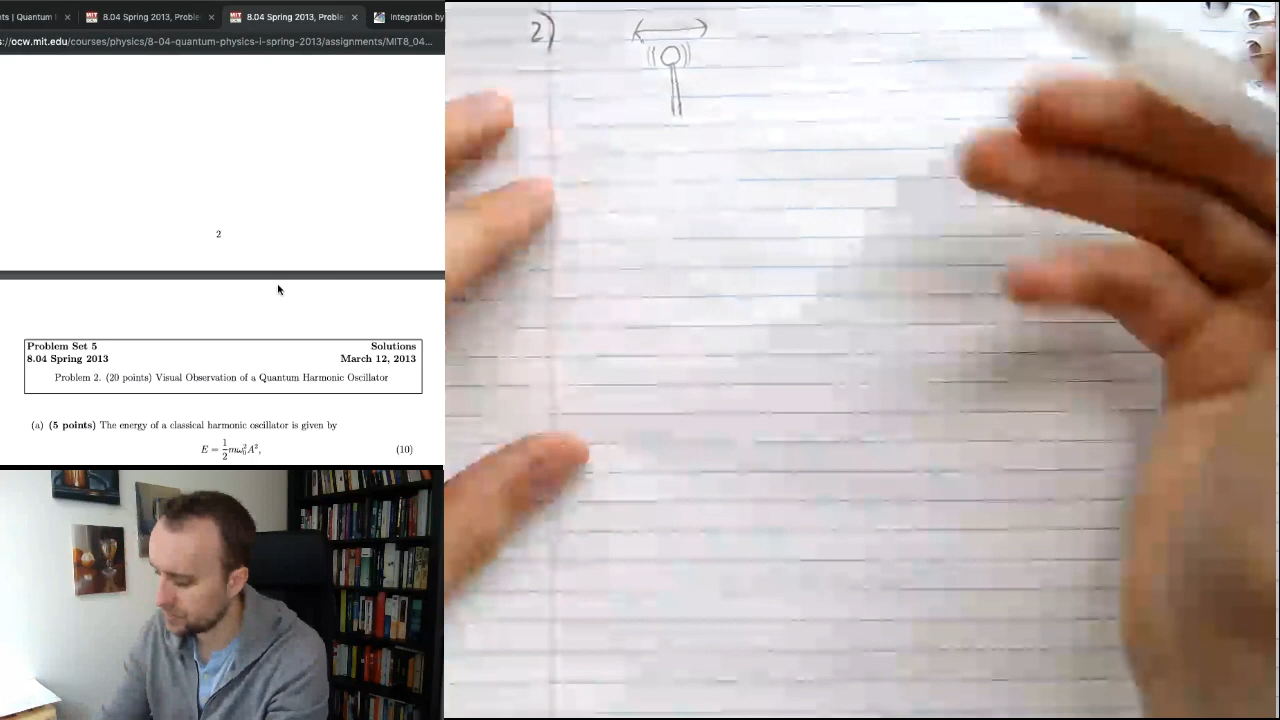 ts | Quantum
8.04 Spring 2013, Proble
8.04 Spring 2013, Proble
Integration by
://ocw.mit.edu/courses/physics/8-04-quantum-physics-i-spring-2013/assignments/MIT8_04...
2
Problem Set 5 Solutions
8.04 Spring 2013 March 12, 2013
Problem 2. (20 points) Visual Observation of a Quantum Harmonic Oscillator
(a) (5 points) The energy of a classical harmonic oscillator is given by
E = 1/2 mω₀²A², (10)
2)